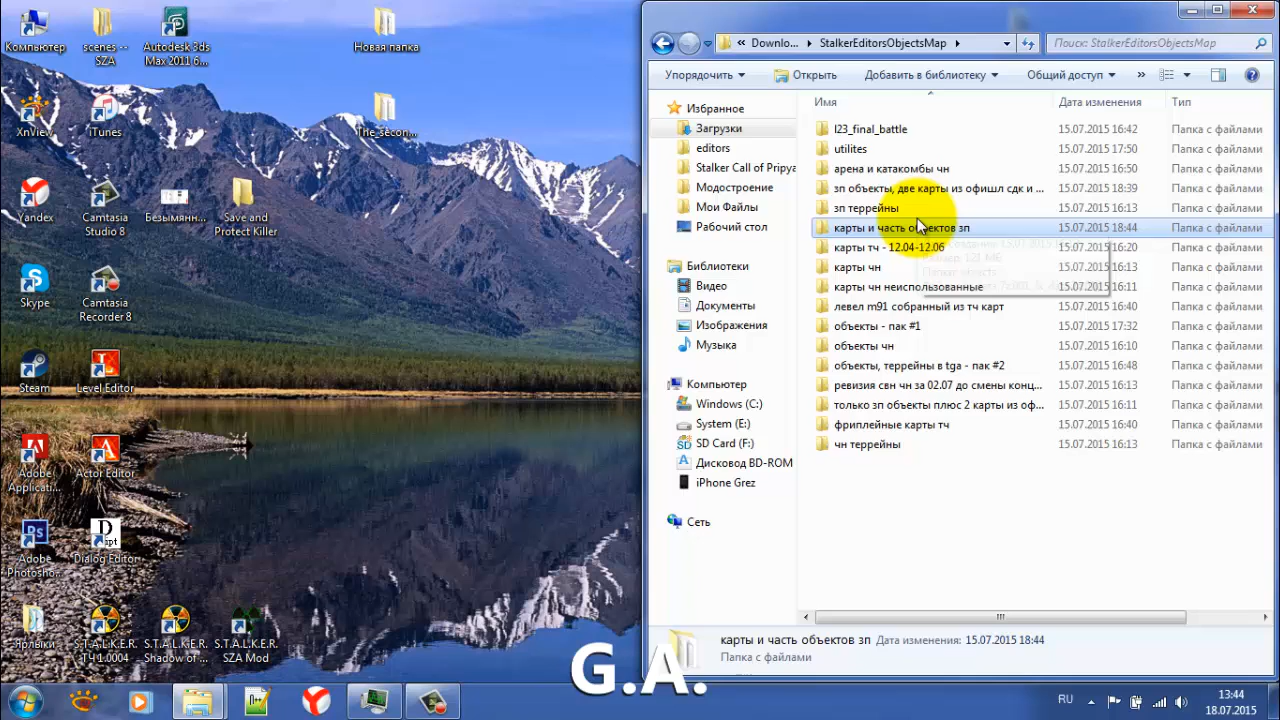 Компьютер
scenes --
SZA
Autodesk 3ds
Max 2011 6...
Новая папка
XnView
iTunes
The_secon...
Yandex
Camtasia
Studio 8
Безымянн...
Save and
Protect Killer
Skype
Camtasia
Recorder 8
Steam
Level Editor
Adobe
Applicati...
Actor Editor
Adobe
Photosho...
Dialog Editor
-Ярлыки
S.T.A.L.K.E.R.
ТЧ 1.0004
S.T.A.L.K.E.R.
Shadow of ...
S.T.A.L.K.E.R.
SZA Mod
« Downlo... StalkerEditorsObjectsMap
Поиск: StalkerEditorsObjectsMap
Упорядочить Открыть Добавить в библиотеку Общий доступ »
Избранное
Загрузки
editors
Stalker Call of Pripya
Модостроение
Мои Файлы
Рабочий стол
Библиотеки
Видео
Документы
Изображения
Музыка
Компьютер
Windows (C:)
System (E:)
SD Card (F:)
Дисковод BD-ROM
iPhone Grez
Сеть
Имя Дата изменения Тип
l23_final_battle 15.07.2015 16:42 Папка с файлами
utilites 15.07.2015 17:50 Папка с файлами
арена и катакомбы чн 15.07.2015 16:50 Папка с файлами
зп объекты, две карты из офишл сдк и ... 15.07.2015 18:39 Папка с файлами
зп террейны 15.07.2015 16:13 Папка с файлами
карты и часть объектов зп 15.07.2015 18:44 Папка с файлами
карты тч - 12.04-12.06 15.07.2015 16:20 Папка с файлами
карты чн 15.07.2015 16:13 Папка с файлами
карты чн неиспользованные 15.07.2015 16:11 Папка с файлами
левел m91 собранный из тч карт 15.07.2015 16:40 Папка с файлами
объекты - пак #1 15.07.2015 17:32 Папка с файлами
объекты чн 15.07.2015 16:10 Папка с файлами
объекты, террейны в tga - пак #2 15.07.2015 16:48 Папка с файлами
ревизия свн чн за 02.07 до смены конц... 15.07.2015 16:13 Папка с файлами
только зп объекты плюс 2 карты из оф... 15.07.2015 16:11 Папка с файлами
фриплейные карты тч 15.07.2015 16:40 Папка с файлами
чн террейны 15.07.2015 16:13 Папка с файлами
карты и часть объектов зп Дата изменения: 15.07.2015 18:44
Папка с файлами
G.A.
RU
13:44
18.07.2015